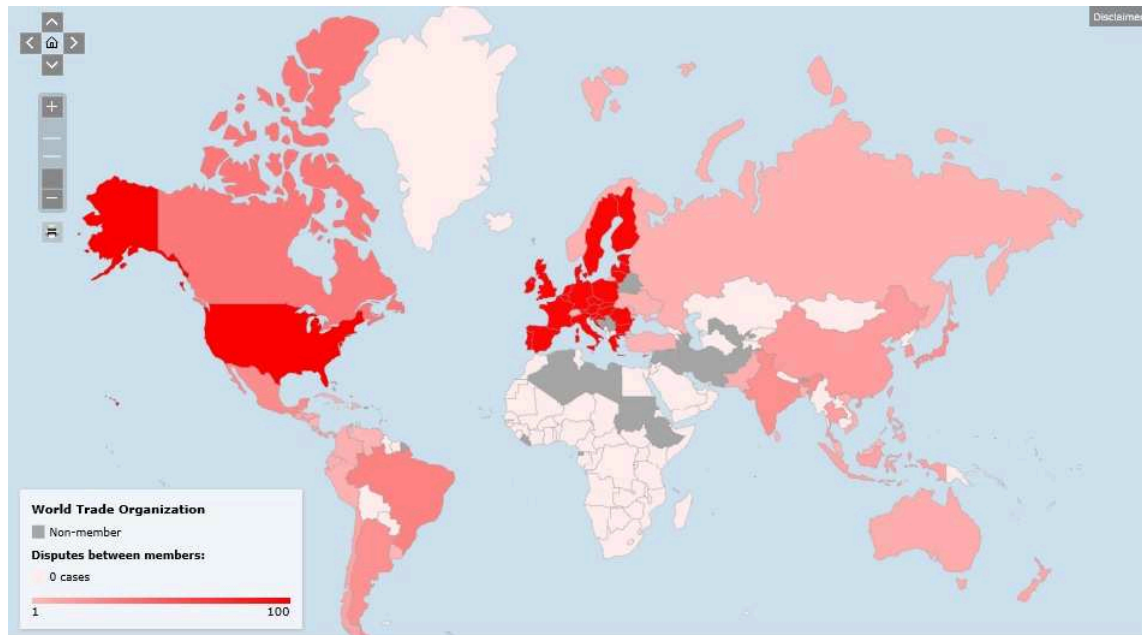 Disclaimer
World Trade Organization
Non-member
Disputes between members:
0 cases
1 100